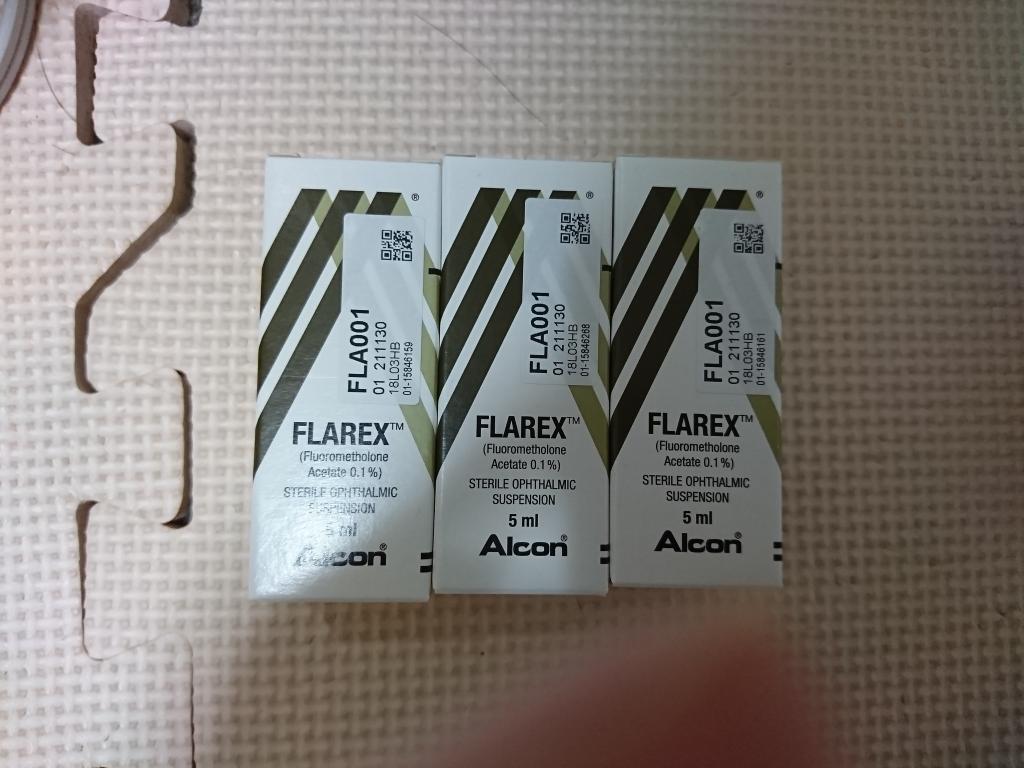 ®
FLA001
01 211130
18L03HB
01-15846159
FLAREX™
(Fluorometholone
Acetate 0.1%)
STERILE OPHTHALMIC
SUSPENSION
5 ml
Alcon®
®
FLA001
01 211130
18L03HB
01-15846268
FLAREX™
(Fluorometholone
Acetate 0.1%)
STERILE OPHTHALMIC
SUSPENSION
5 ml
Alcon®
®
FLA001
01 211130
18L03HB
01-15846161
FLAREX™
(Fluorometholone
Acetate 0.1%)
STERILE OPHTHALMIC
SUSPENSION
5 ml
Alcon®